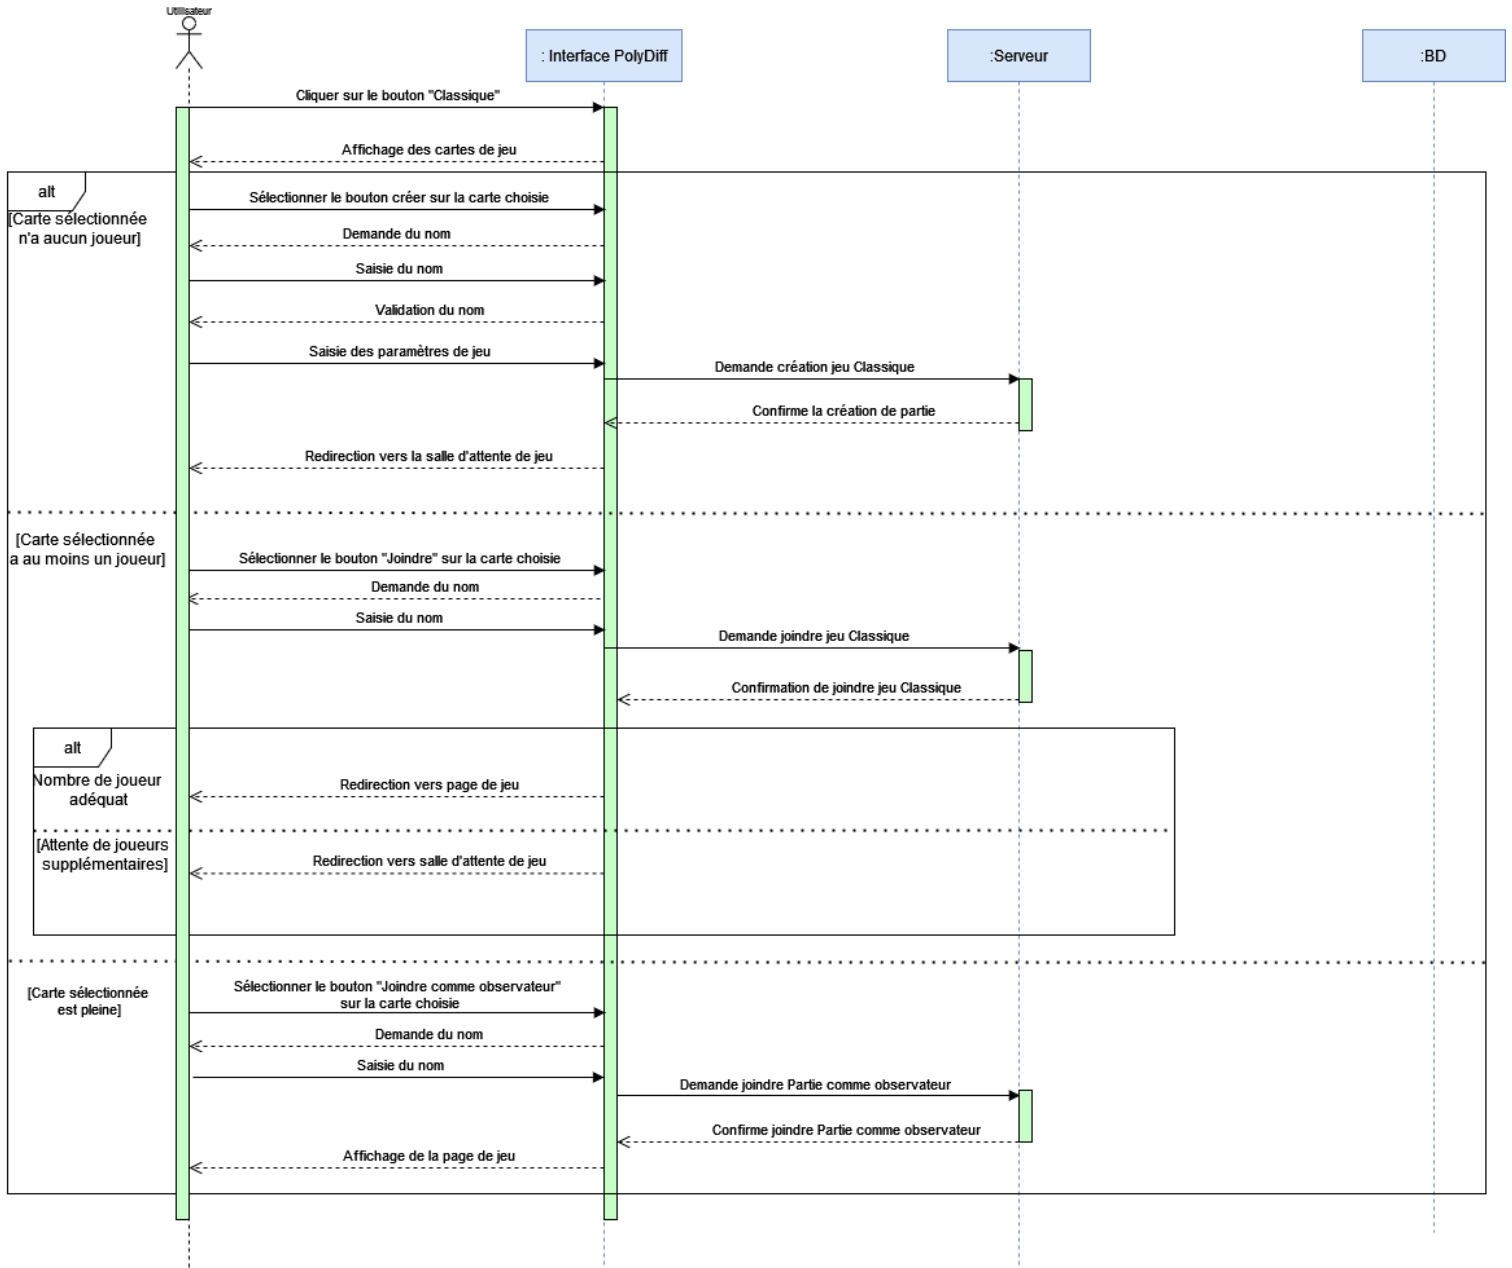 Utilisateur
: Interface PolyDiff
:Serveur
:BD
Cliquer sur le bouton "Classique"
Affichage des cartes de jeu
alt
[Carte sélectionnée
n'a aucun joueur]
Sélectionner le bouton créer sur la carte choisie
Demande du nom
Saisie du nom
Validation du nom
Saisie des paramètres de jeu
Demande création jeu Classique
Confirme la création de partie
Redirection vers la salle d'attente de jeu
[Carte sélectionnée
a au moins un joueur]
Sélectionner le bouton "Joindre" sur la carte choisie
Demande du nom
Saisie du nom
Demande joindre jeu Classique
Confirmation de joindre jeu Classique
alt
Nombre de joueur
adéquat
Redirection vers page de jeu
[Attente de joueurs
supplémentaires]
Redirection vers salle d'attente de jeu
[Carte sélectionnée
est pleine]
Sélectionner le bouton "Joindre comme observateur"
sur la carte choisie
Demande du nom
Saisie du nom
Demande joindre Partie comme observateur
Confirme joindre Partie comme observateur
Affichage de la page de jeu